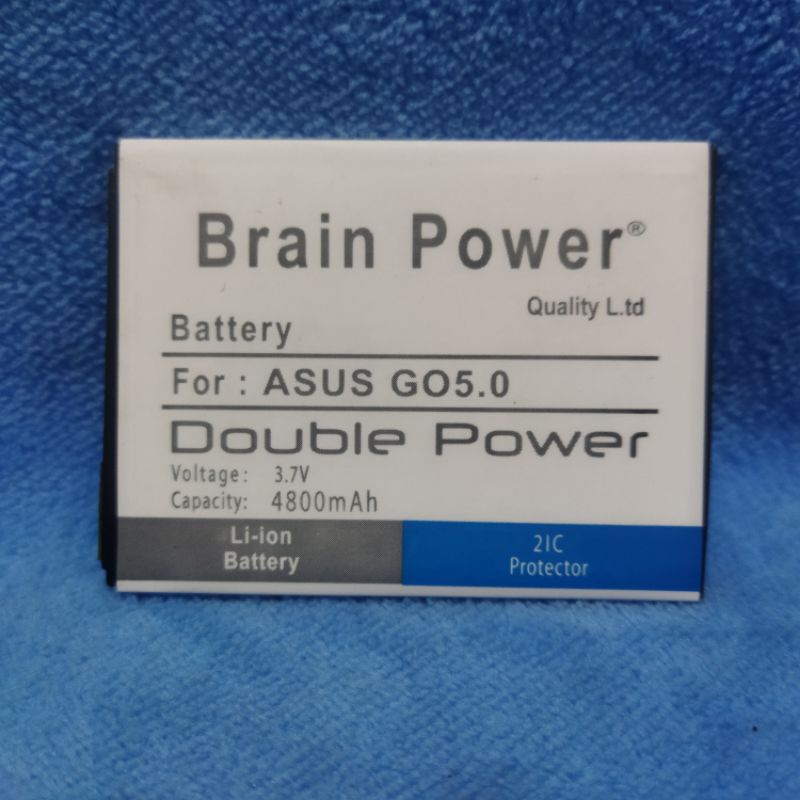 Brain Power®
Quality L.td
Battery
For : ASUS GO5.0
Double Power
Voltage: 3.7V
Capacity: 4800mAh
Li-ion
Battery
2IC
Protector